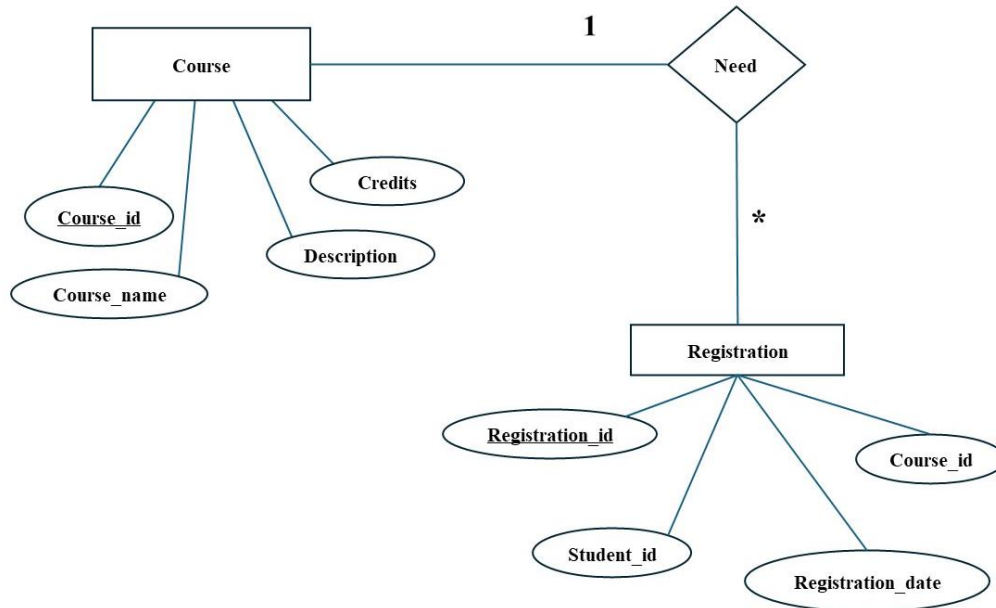 1
Course
Need
Credits
Course_id
Description
Course_name
*
Registration
Registration_id
Course_id
Student_id
Registration_date